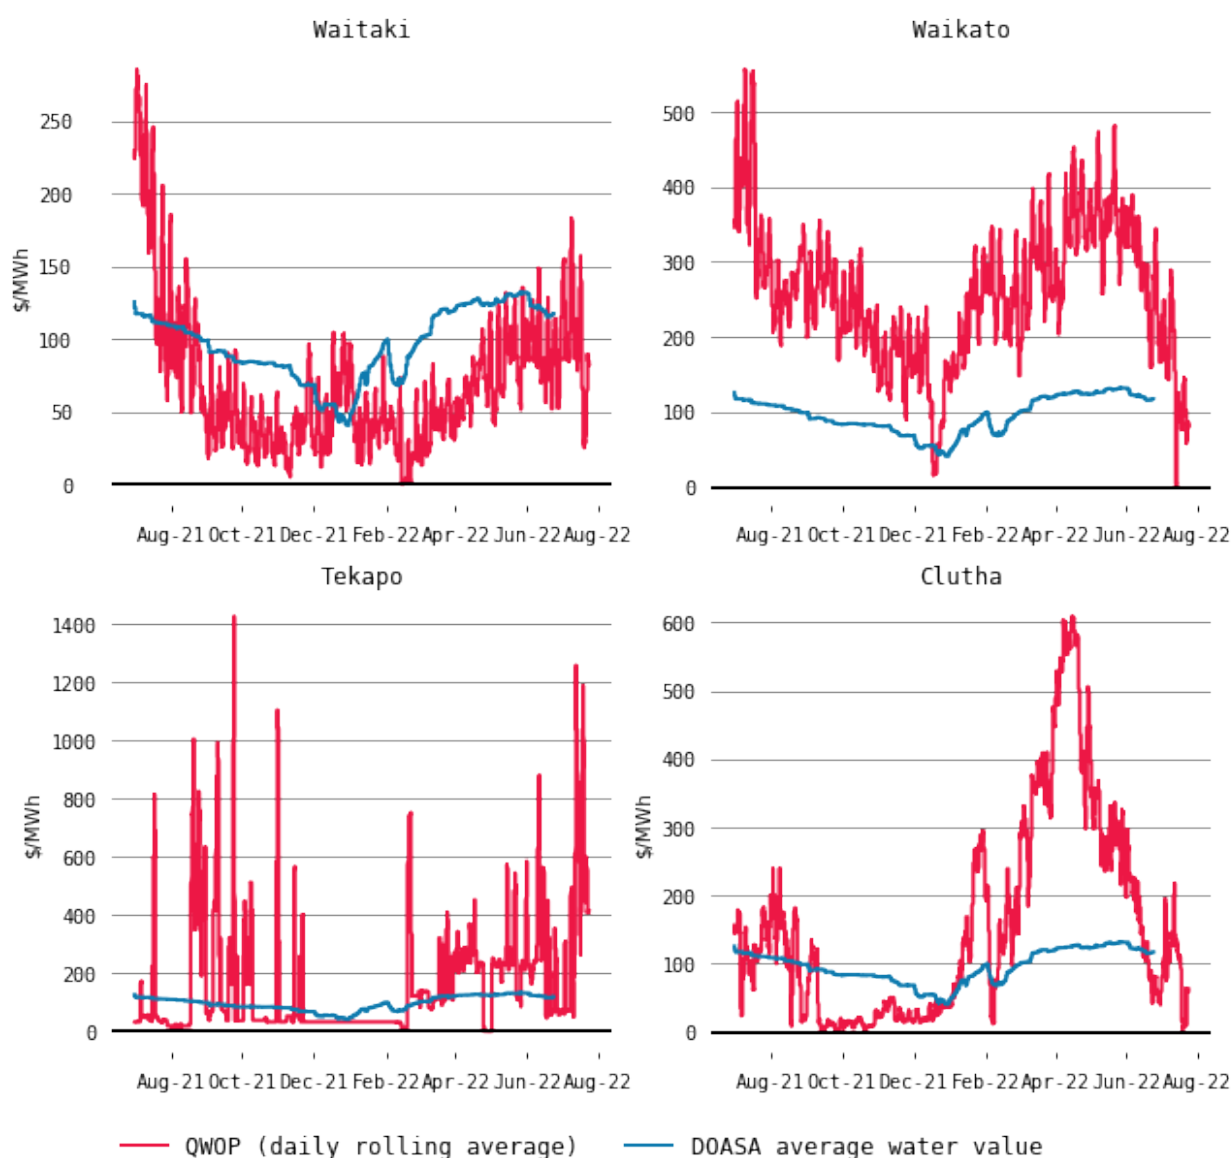 Waitaki
Waikato
$/MWh
250
200
150
100
50
0
Aug-21 Oct-21 Dec-21 Feb-22 Apr-22 Jun-22 Aug-22
500
400
300
200
100
0
Aug-21 Oct-21 Dec-21 Feb-22 Apr-22 Jun-22 Aug-22
Tekapo
Clutha
$/MWh
1400
1200
1000
800
600
400
200
0
Aug-21 Oct-21 Dec-21 Feb-22 Apr-22 Jun-22 Aug-22
$/MWh
600
500
400
300
200
100
0
Aug-21 Oct-21 Dec-21 Feb-22 Apr-22 Jun-22 Aug-22
QWOP (daily rolling average)
DOASA average water value